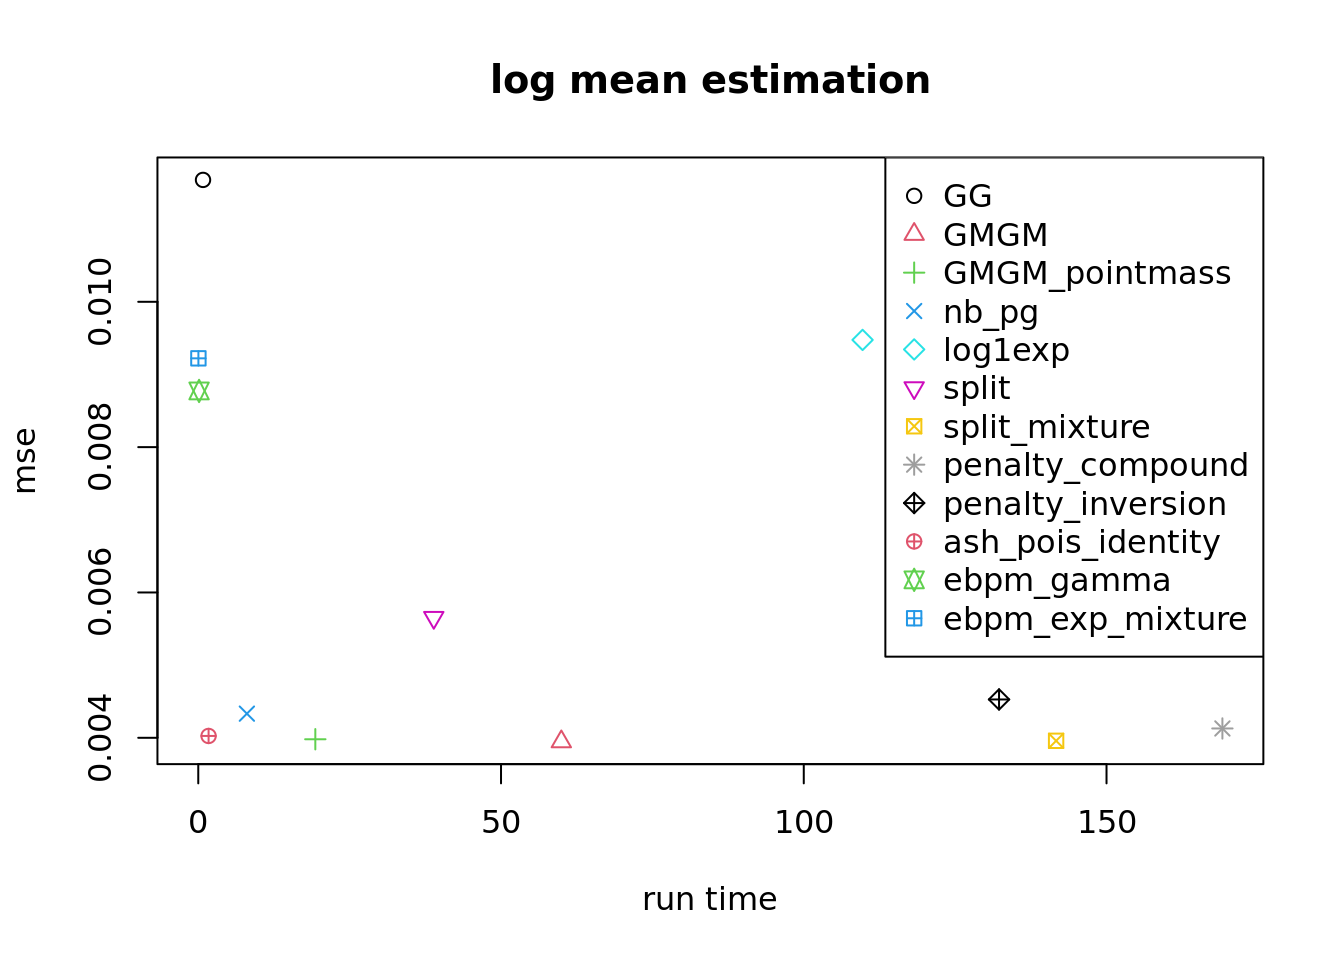 log mean estimation
GG
GMGM
GMGM_pointmass
nb_pg
log1exp
split
split_mixture
penalty_compound
penalty_inversion
ash_pois_identity
ebpm_gamma
ebpm_exp_mixture
mse
0.010
0.008
0.006
0.004
0 50 100 150
run time